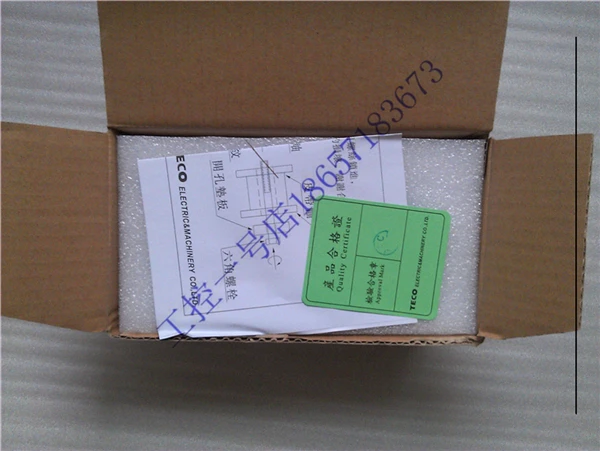 工控一号店18657183673
TECO ELECTRIC&MACHINERY CO.,LTD.
開孔墊板
六角螺栓
產品合格證
Quality Certificate
檢驗合格章
Approval Mark
TECO ELECTRIC&MACHINERY CO.,LTD.